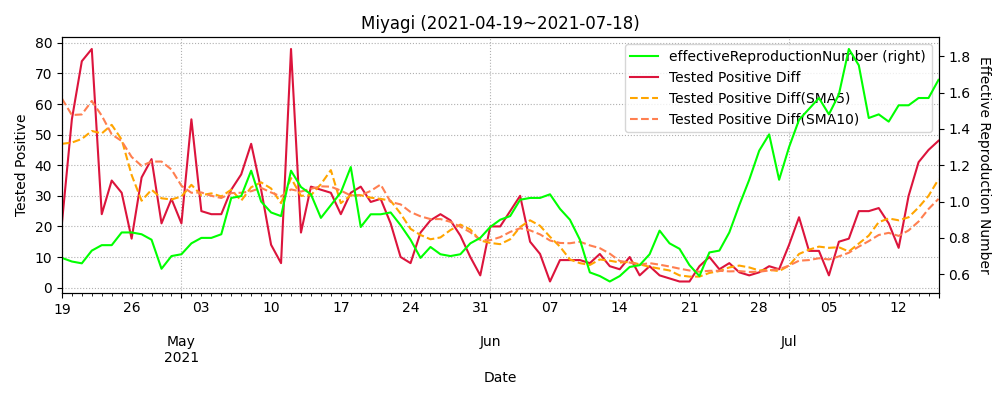 Miyagi (2021-04-19~2021-07-18)
effectiveReproductionNumber (right)
Tested Positive Diff
Tested Positive Diff(SMA5)
Tested Positive Diff(SMA10)
Tested Positive
80
70
60
50
40
30
20
10
0
Effective Reproduction Number
1.8
1.6
1.4
1.2
1.0
0.8
0.6
19 26 03 10 17 24 31 07 14 21 28 05 12
May Jun Jul
2021
Date